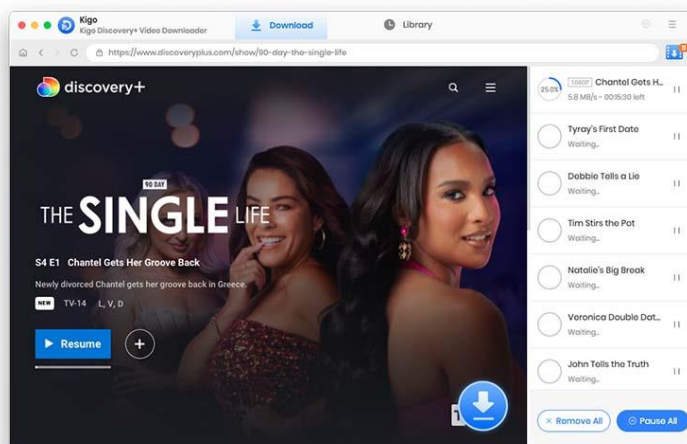 Kigo
Kigo Discovery+ Video Downloader
Download
Library
https://www.discoveryplus.com/show/90-day-the-single-life
discovery+
90 DAY
THE SINGLE LIFE
S4 E1 Chantel Gets Her Groove Back
Newly divorced Chantel gets her groove back in Greece.
NEW TV-14 L, V, D
Resume
25.0%
1080P Chantel Gets H...
5.8 MB/s - 00:15:30 left
Tyray's First Date
Waiting...
Debbie Tells a Lie
Waiting...
Tim Stirs the Pot
Waiting...
Natalie's Big Break
Waiting...
Veronica Double Dat...
Waiting...
John Tells the Truth
Waiting...
Remove All
Pause All